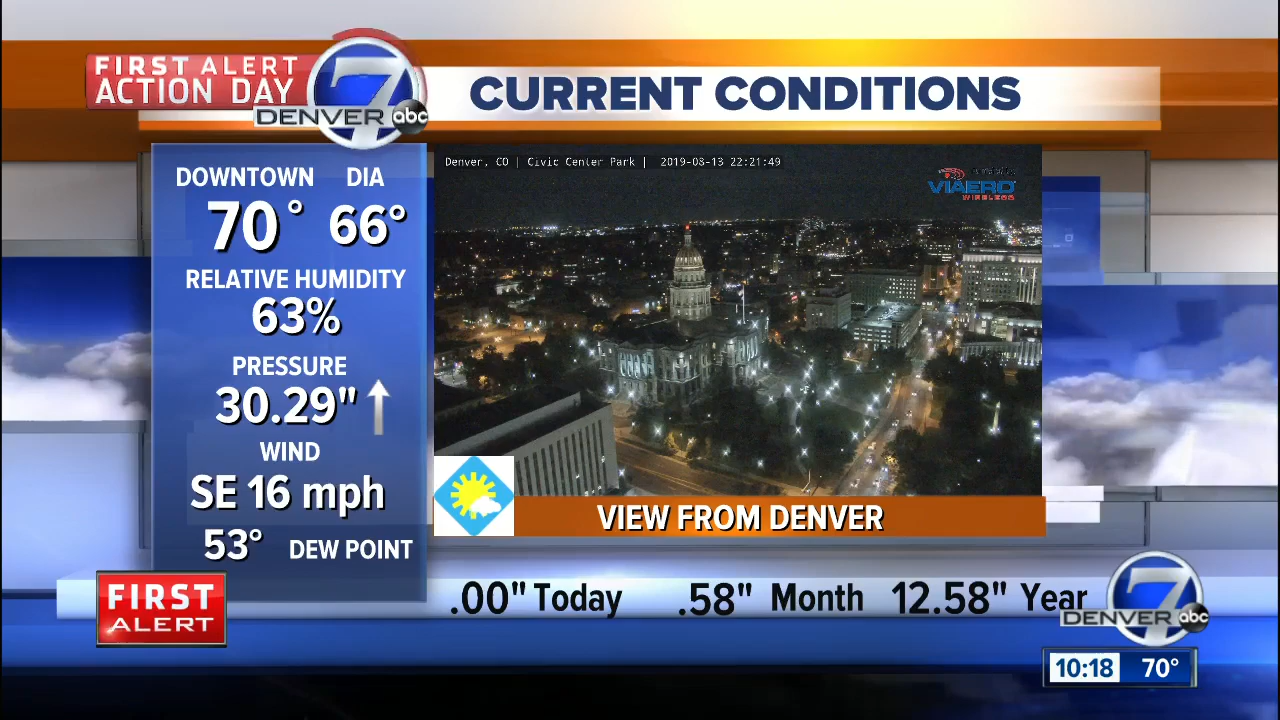 FIRST ALERT
ACTION DAY
7
DENVER abc
CURRENT CONDITIONS
DOWNTOWN DIA
70° 66°
RELATIVE HUMIDITY
63%
PRESSURE
30.29"
WIND
SE 16 mph
53° DEW POINT
Denver, CO | Civic Center Park | 2019-08-13 22:21:49
VIAERO
WIRELESS
VIEW FROM DENVER
FIRST
ALERT
.00" Today .58" Month 12.58" Year
7
DENVER abc
10:18 70°